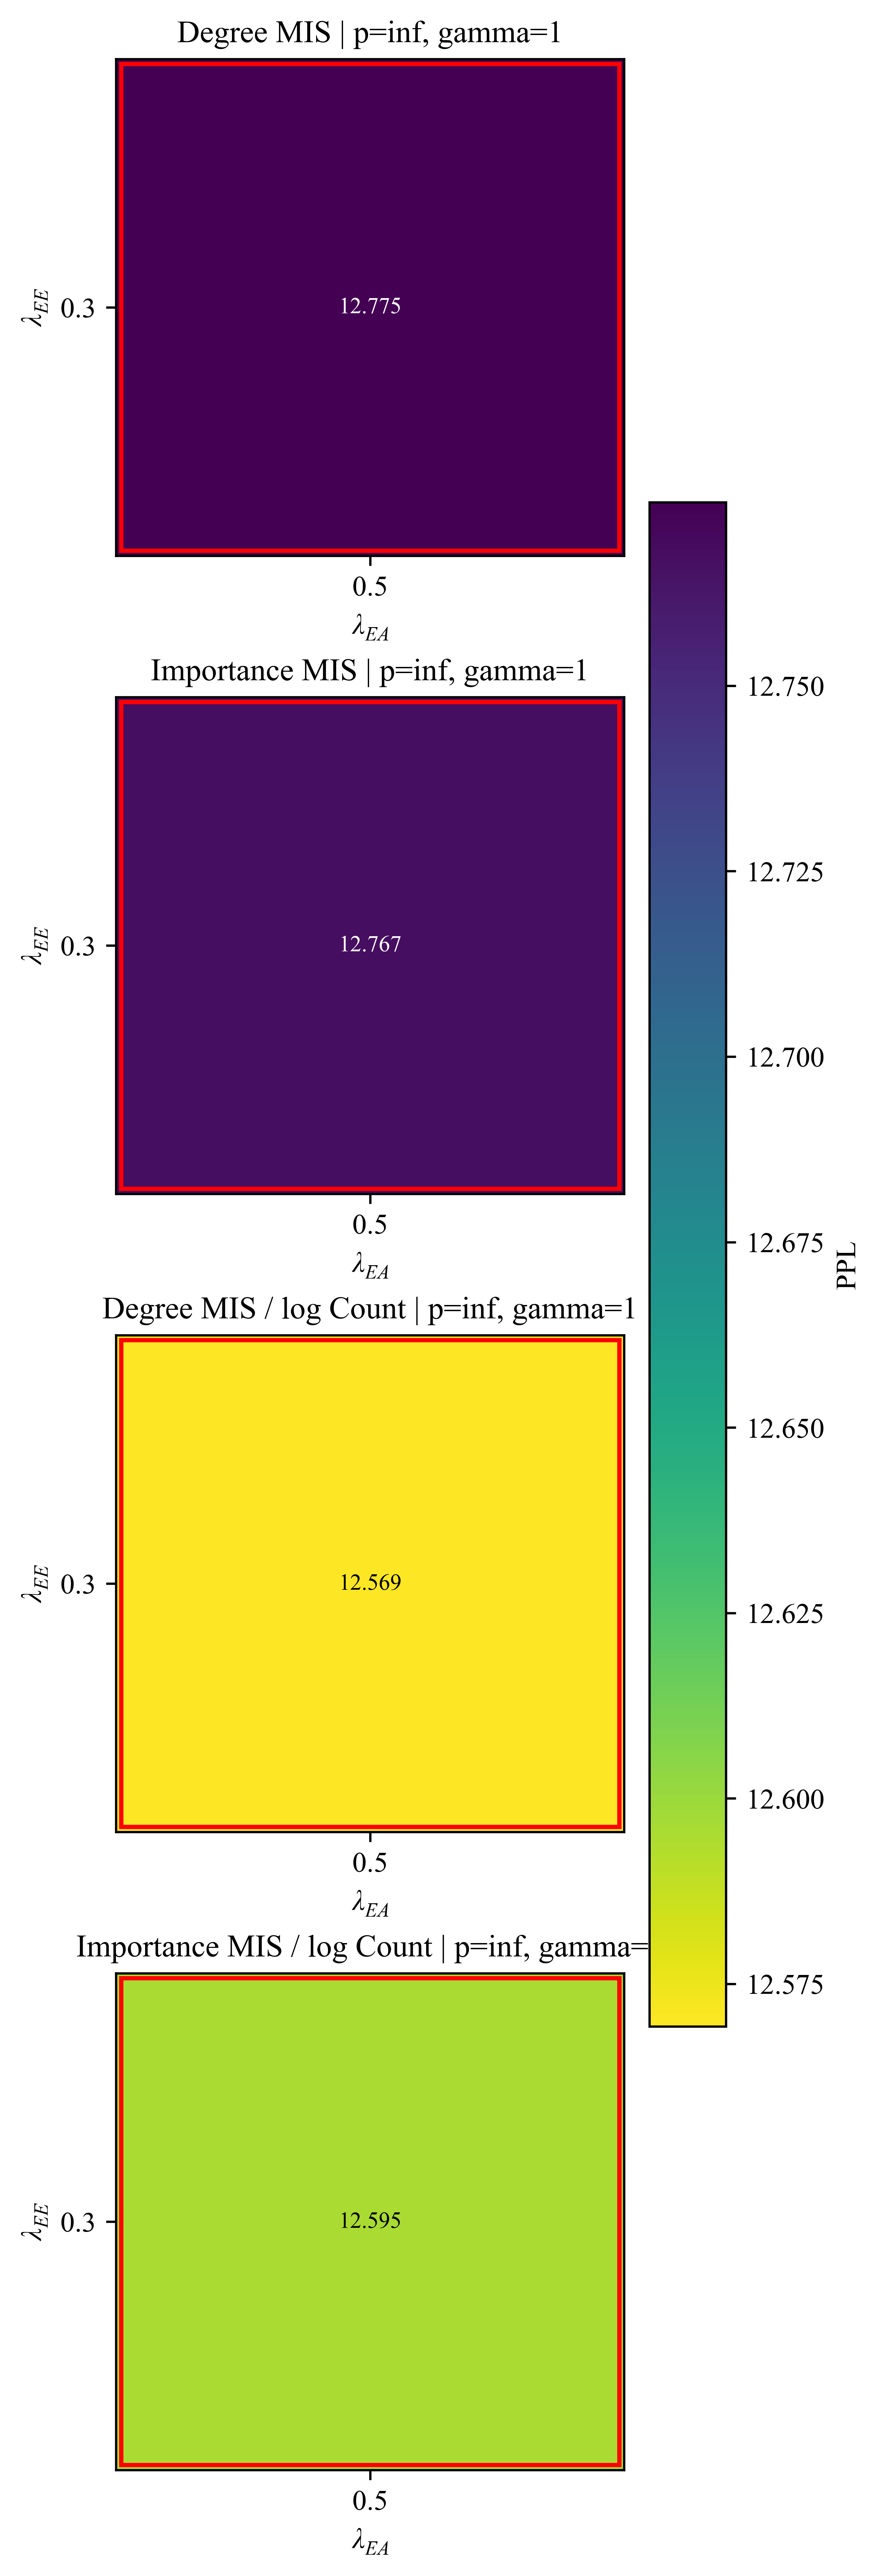 Degree MIS | p=inf, gamma=1
λEE
0.3
12.775
0.5
λEA
Importance MIS | p=inf, gamma=1
λEE
0.3
12.767
0.5
λEA
Degree MIS / log Count | p=inf, gamma=1
λEE
0.3
12.569
0.5
λEA
Importance MIS / log Count | p=inf, gamma=
λEE
0.3
12.595
0.5
λEA
12.750
12.725
12.700
12.675
12.650
12.625
12.600
12.575
PPL